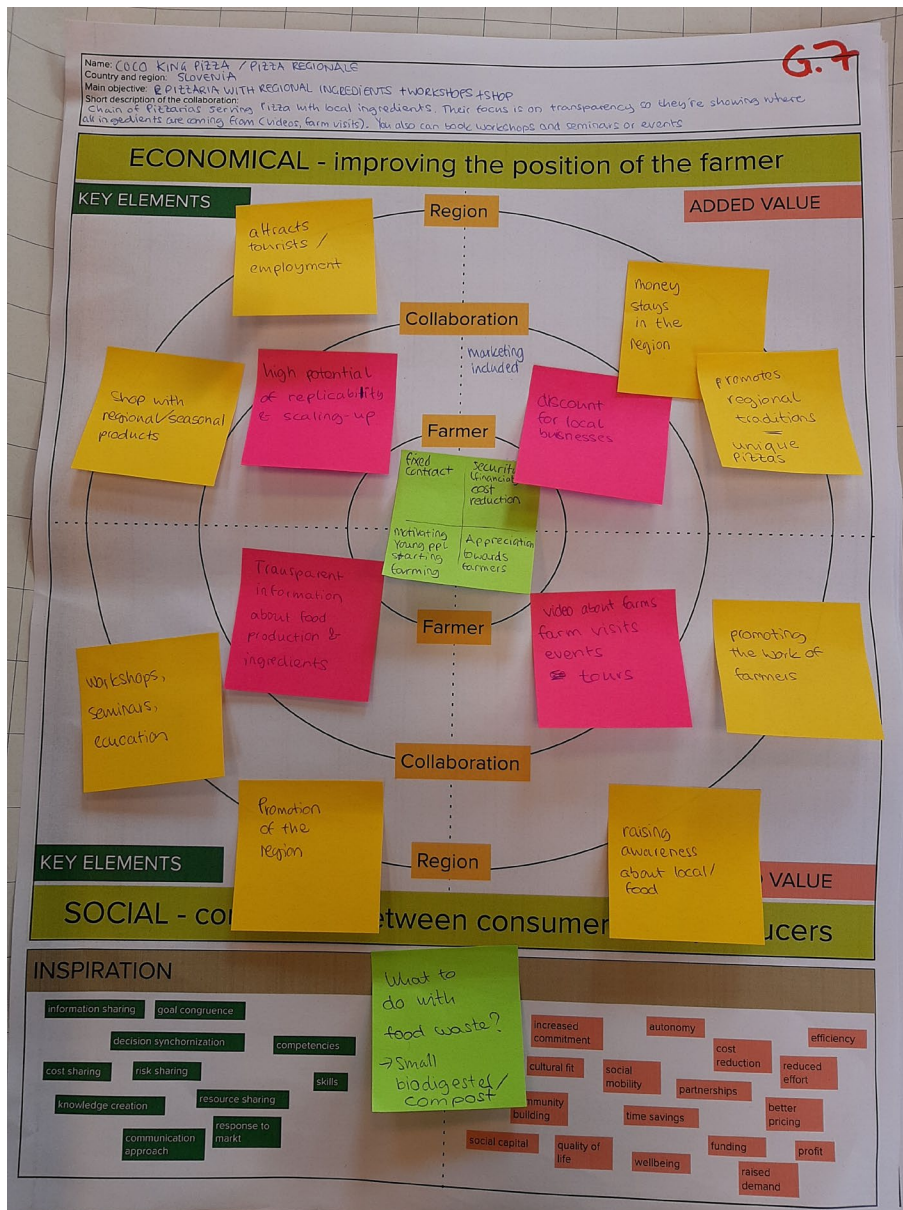 G.7
Name: COCO KING PIZZA / PIZZA REGIONALE
Country and region: SLOVENIA
Main objective: PIZZARIA WITH REGIONAL INGREDIENTS + WORKSHOPS + SHOP
Short description of the collaboration:
Chain of Pizzarias serving Pizza with local ingredients. Their focus is on transparency so they're showing where
all ingedients are coming from (videos, farm visits). You also can book workshops and seminars or events
ECONOMICAL - improving the position of the farmer
KEY ELEMENTS
ADDED VALUE
Region
attracts
tourists /
employment
money
stays
in the
region
Collaboration
marketing
included
shop with
regional/seasonal
products
high potential
of replicability
& scaling-up
discount
for local
businesses
promotes
regional
traditions
unique
pizzas
Farmer
fixed
contract
security
(financial)
cost
reduction
motivating
young ppl
starting
farming
Appreciation
towards
farmers
Farmer
Transparent
information
about food
production &
ingredients
video about farms
farm visits
events
tours
promoting
the work of
farmers
workshops,
seminars,
education
Collaboration
Promotion
of the
region
raising
awareness
about local/
food
Region
KEY ELEMENTS
VALUE
SOCIAL - co etween consumer ucers
INSPIRATION
What to
do with
food waste?
→ small
biodigester/
compost
information sharing
goal congruence
decision synchornization
competencies
cost sharing
risk sharing
skills
knowledge creation
resource sharing
communication
approach
response to
markt
increased
commitment
autonomy
efficiency
cost
reduction
cultural fit
social
mobility
reduced
effort
partnerships
mmunity
building
time savings
better
pricing
social capital
quality of
life
funding
profit
wellbeing
raised
demand